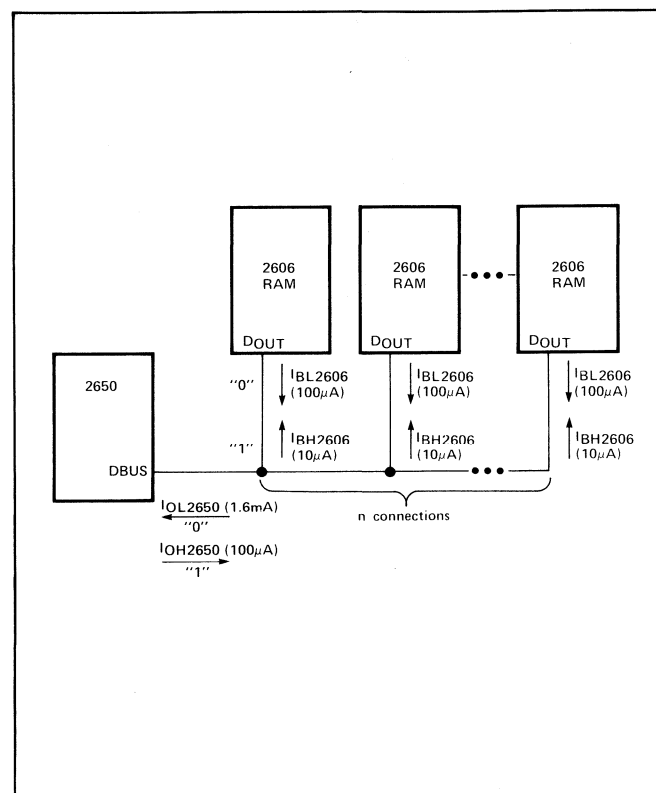 2606
RAM
2606
RAM
2606
RAM
DOUT
DOUT
DOUT
2650
DBUS
"0"
"1"
IBL2606
(100μA)
IBH2606
(10μA)
IBL2606
(100μA)
IBH2606
(10μA)
IBL2606
(100μA)
IBH2606
(10μA)
IOL2650 (1.6mA)
"0"
IOH2650 (100μA)
"1"
n connections